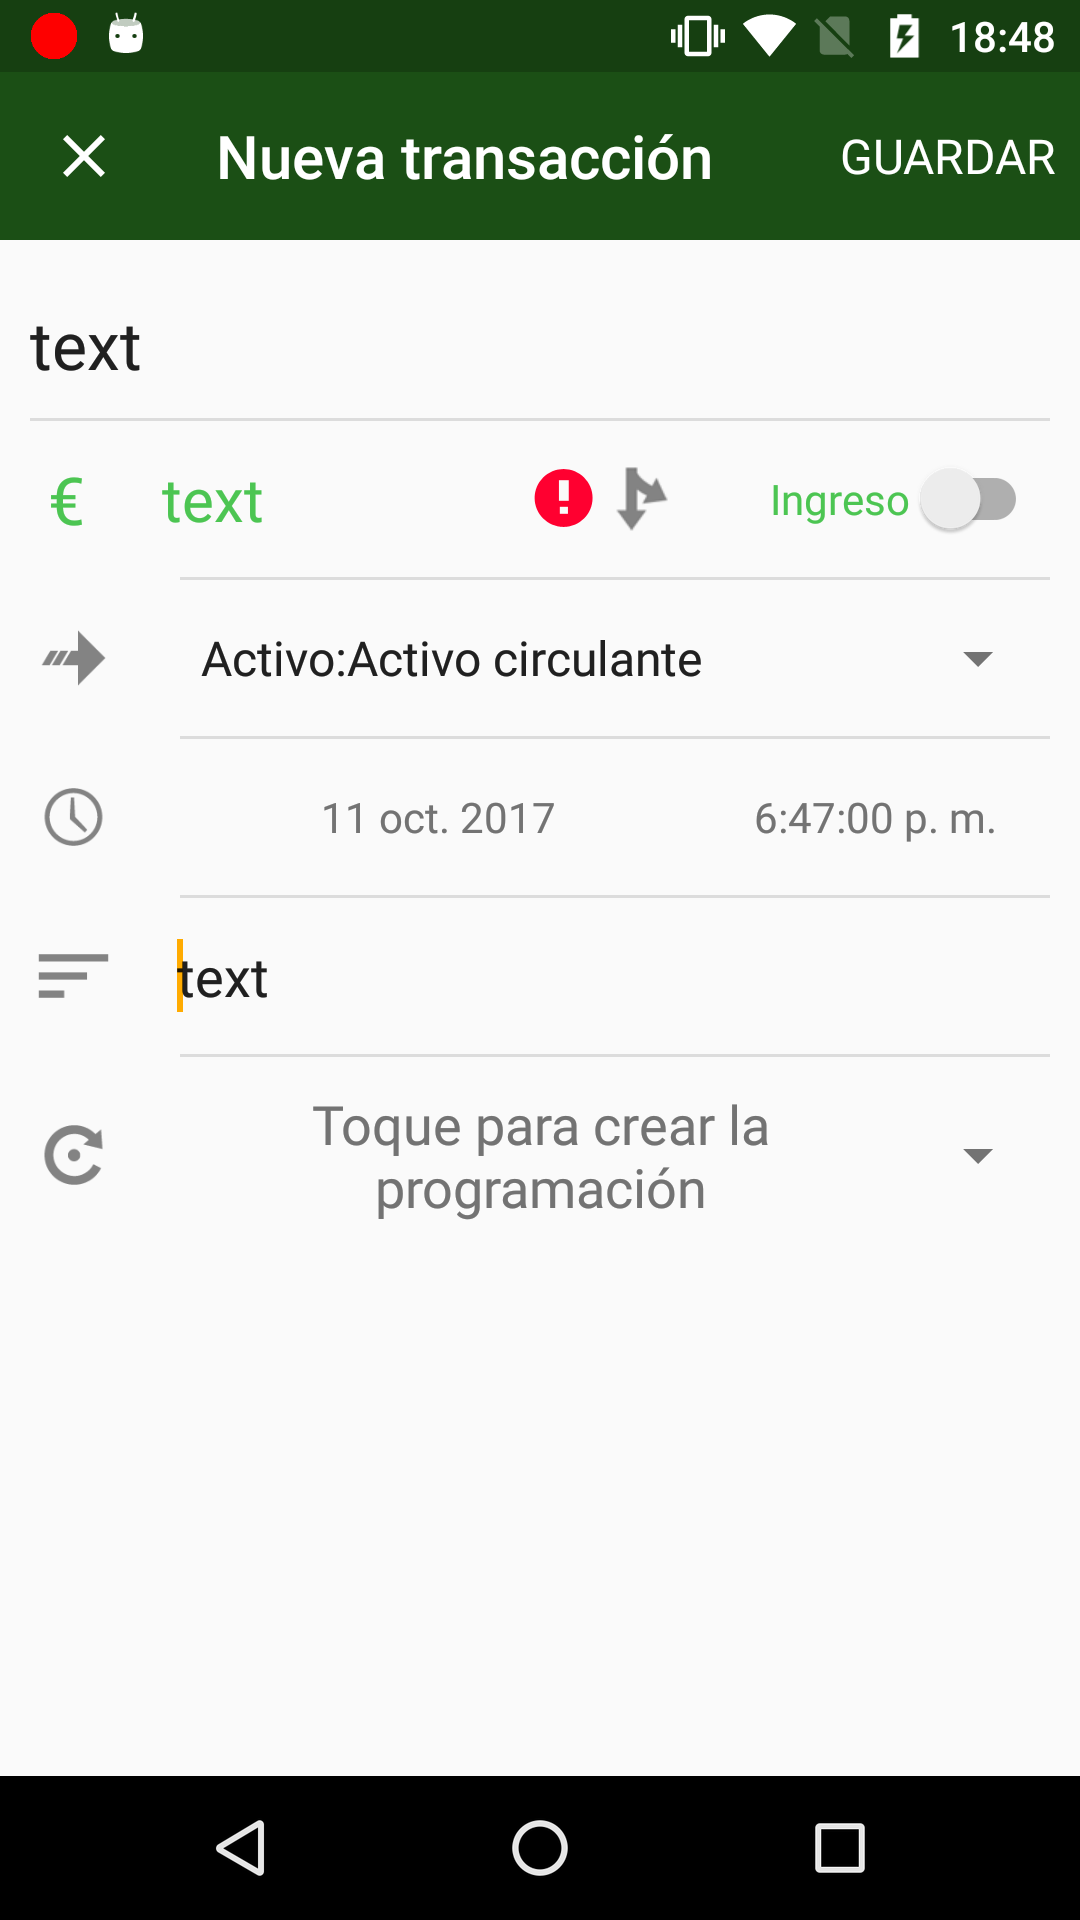 18:48
Nueva transacción
GUARDAR
text
€ text Ingreso
Activo:Activo circulante
11 oct. 2017 6:47:00 p. m.
text
Toque para crear la
programación